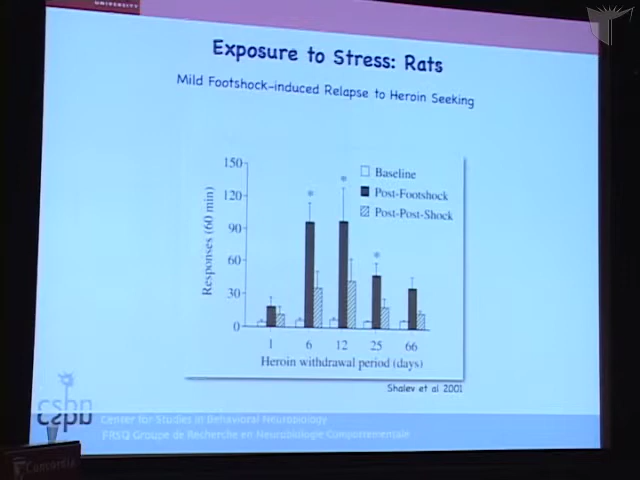 UNIVERSITY
Exposure to Stress: Rats
Mild Footshock-induced Relapse to Heroin Seeking
150
120
90
60
30
0
Responses (60 min)
Baseline
Post-Footshock
Post-Post-Shock
*
*
*
1 6 12 25 66
Heroin withdrawal period (days)
Shalev et al 2001
csbn
Center for Studies in Behavioral Neurobiology
FRSQ Groupe de Recherche en Neurobiologie Comportementale
Concordia